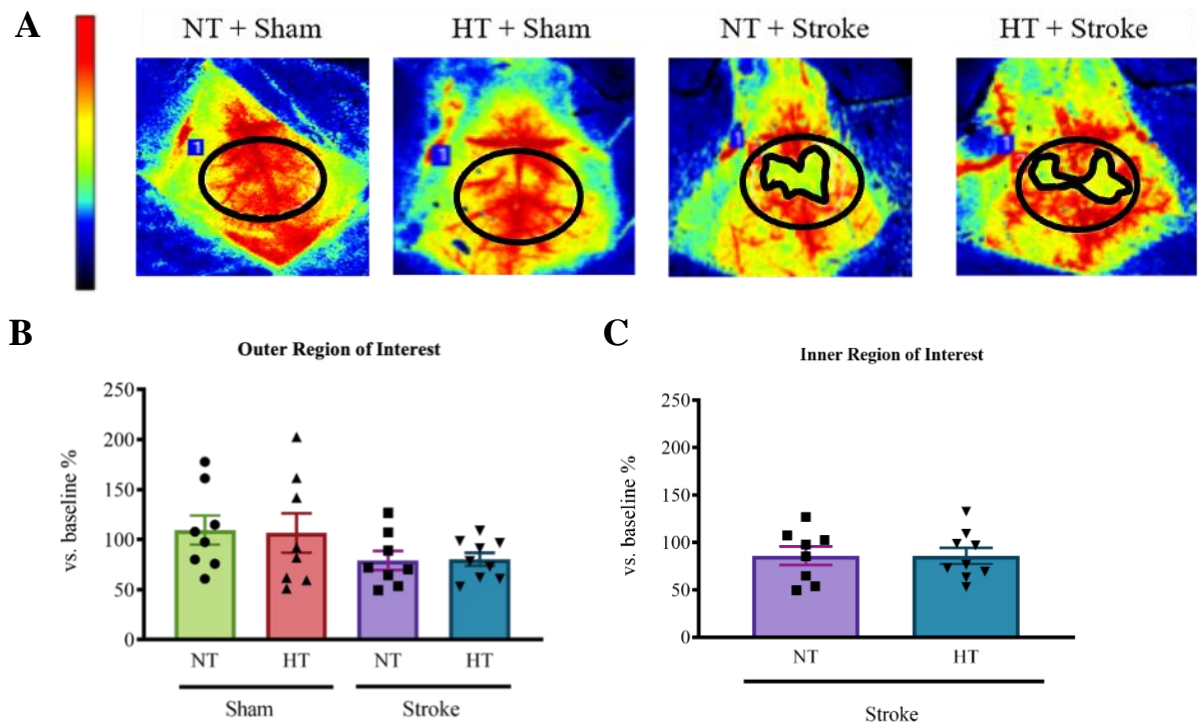 A
NT + Sham
HT + Sham
NT + Stroke
HT + Stroke
1
1
1
1
B
Outer Region of Interest
vs. baseline %
250
200
150
100
50
0
NT
HT
NT
HT
Sham
Stroke
C
Inner Region of Interest
vs. baseline %
250
200
150
100
50
0
NT
HT
Stroke